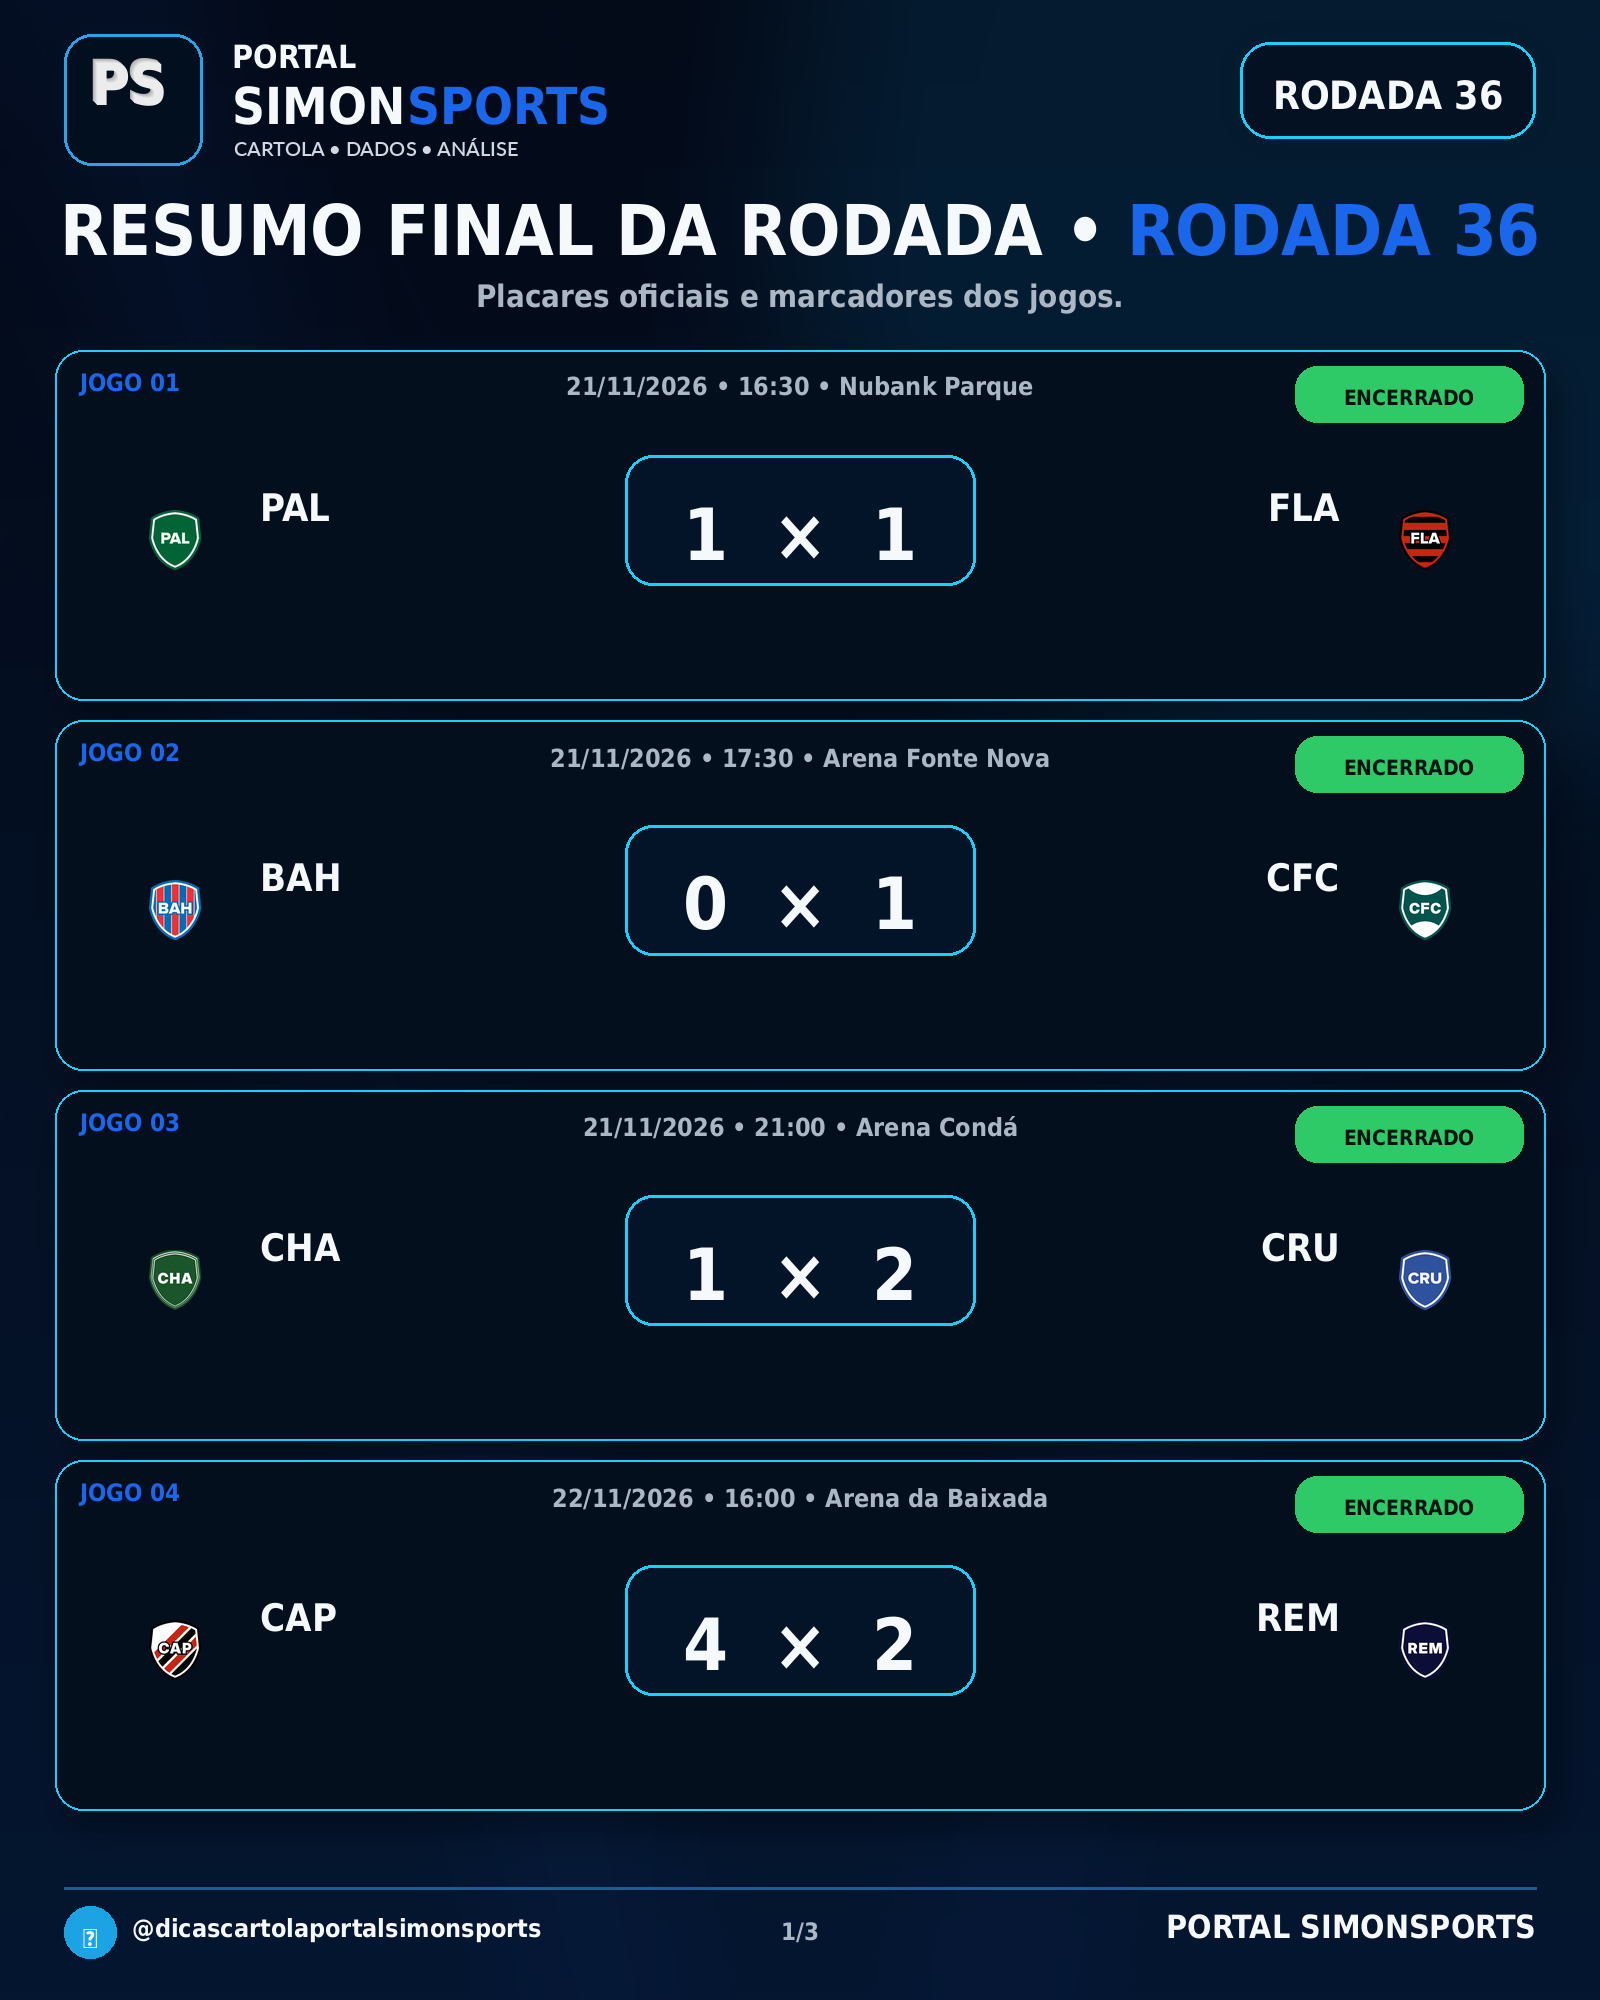 PS
PORTAL
SIMONSPORTS
CARTOLA • DADOS • ANÁLISE
RODADA 36
RESUMO FINAL DA RODADA • RODADA 36
Placares oficiais e marcadores dos jogos.
JOGO 01
21/11/2026 • 16:30 • Nubank Parque
ENCERRADO
PAL
PAL
1 × 1
FLA
FLA
JOGO 02
21/11/2026 • 17:30 • Arena Fonte Nova
ENCERRADO
BAH
BAH
0 × 1
CFC
CFC
JOGO 03
21/11/2026 • 21:00 • Arena Condá
ENCERRADO
CHA
CHA
1 × 2
CRU
CRU
JOGO 04
22/11/2026 • 16:00 • Arena da Baixada
ENCERRADO
CAP
CAP
4 × 2
REM
REM
@dicascartolaportalsimonsports
1/3
PORTAL SIMONSPORTS